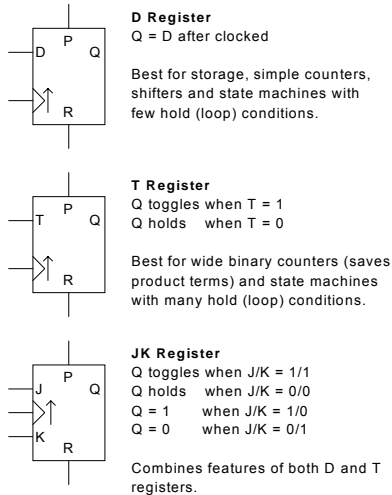 D Register
P
Q = D after clocked
D Q
Best for storage, simple counters,
shifters and state machines with
few hold (loop) conditions.
R
T Register
Q toggles when T = 1
P
T Q
Q holds when T = 0
Best for wide binary counters (saves
product terms) and state machines
with many hold (loop) conditions.
R
JK Register
Q toggles when J/K = 1/1
P
J Q
Q holds when J/K = 0/0
Q = 1 when J/K = 1/0
K
Q = 0 when J/K = 0/1
R
Combines features of both D and T
registers.